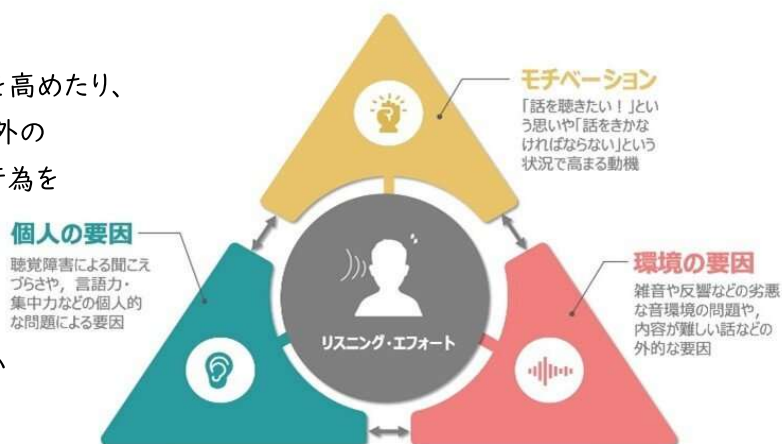 を高めたり、
外の
行為を
モチベーション
「話を聴きたい！」とい
う思いや「話をきかな
ければならない」という
状況で高まる動機
個人の要因
聴覚障害による聞こえ
づらさや，言語力・
集中力などの個人的
な問題による要因
環境の要因
雑音や反響などの劣悪
な音環境の問題や，
内容が難しい話などの
外的な要因
リスニング・エフォート
い